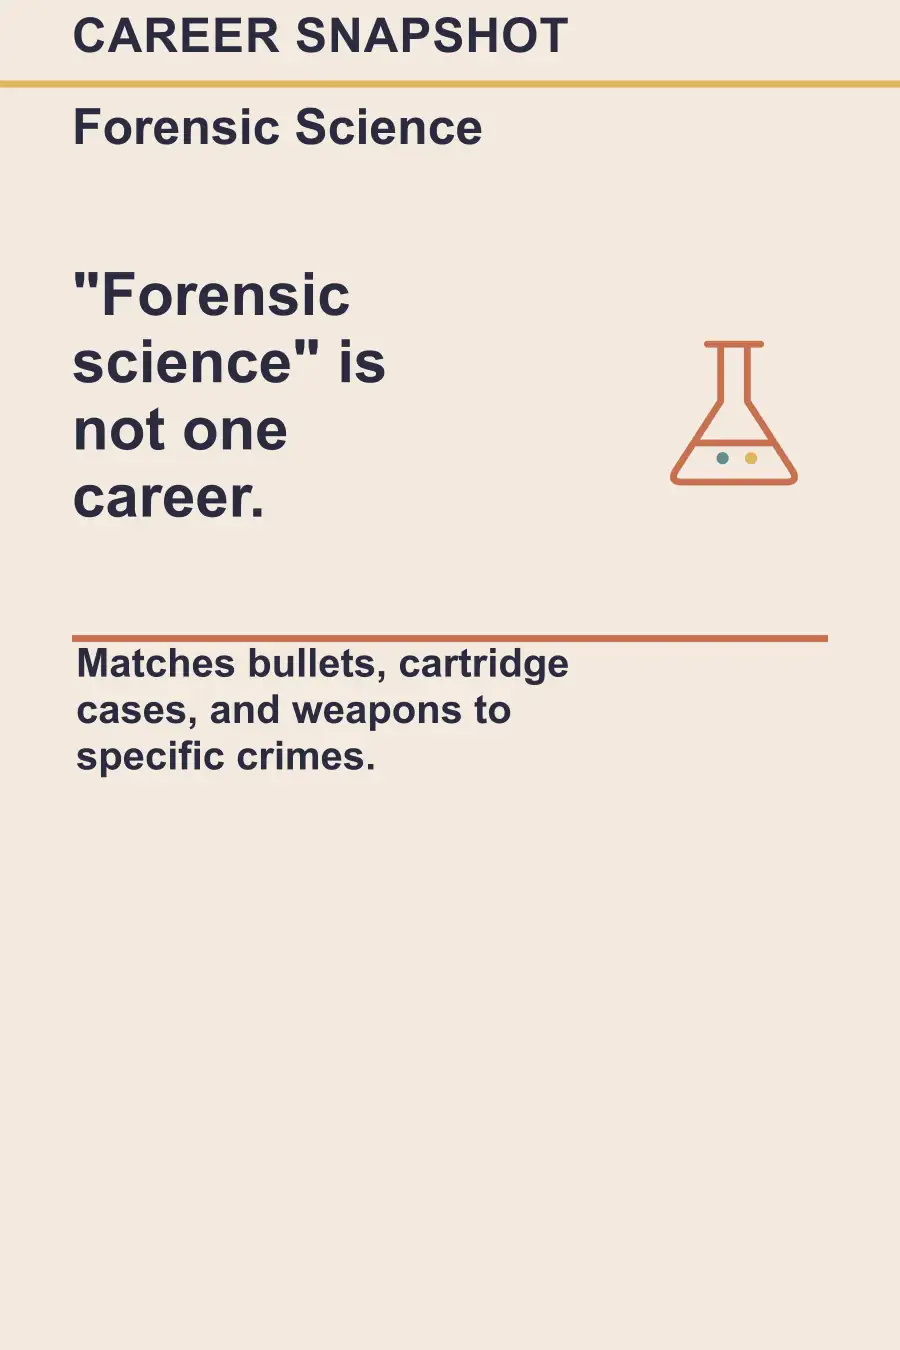 CAREER SNAPSHOT
Forensic Science
"Forensic
science" is
not one
career.
Matches bullets, cartridge
cases, and weapons to
specific crimes.